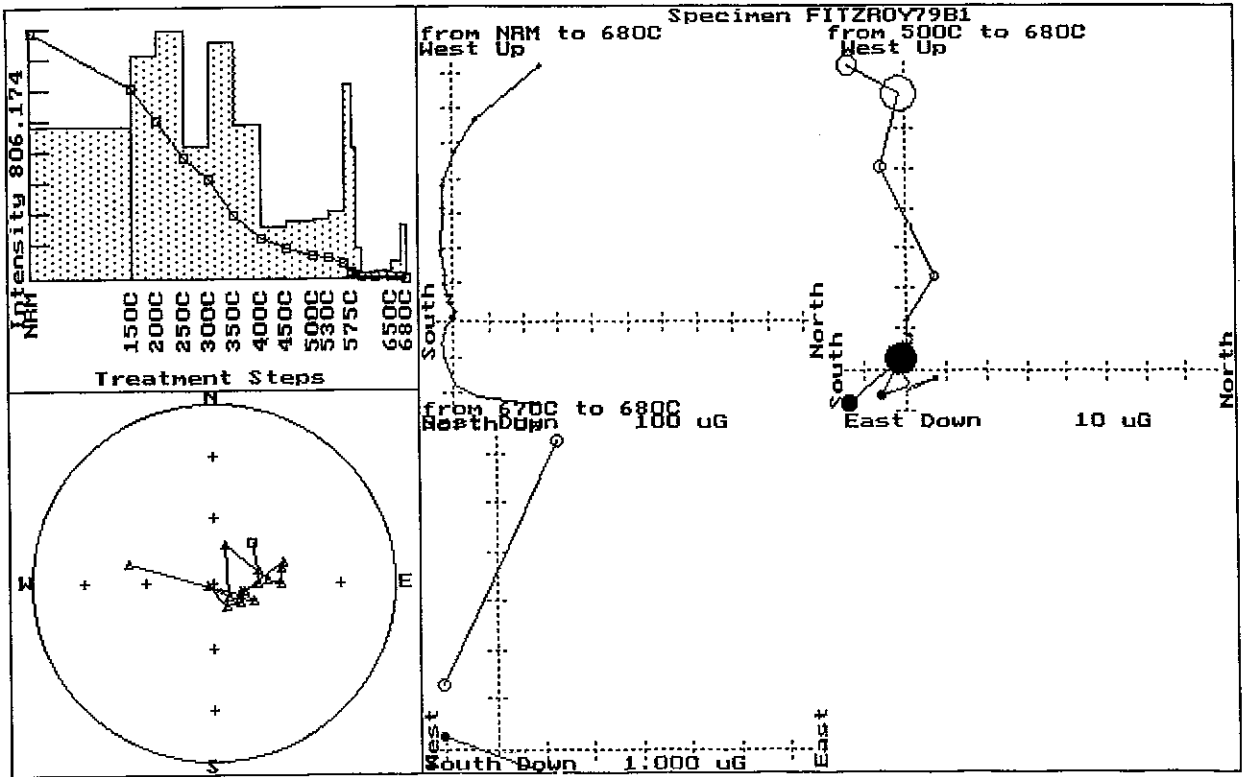 Specimen FITZROY79B1
Intensity 806.174
NRM
150C
200C
250C
300C
350C
400C
450C
500C
530C
575C
650C
680C
Treatment Steps
N
W
E
S
from NRM to 680C
West Up
South
North
100 uG
from 500C to 680C
West Up
South
North
East Down
10 uG
from 670C to 680C
Down
West
East
South Down
1.000 uG